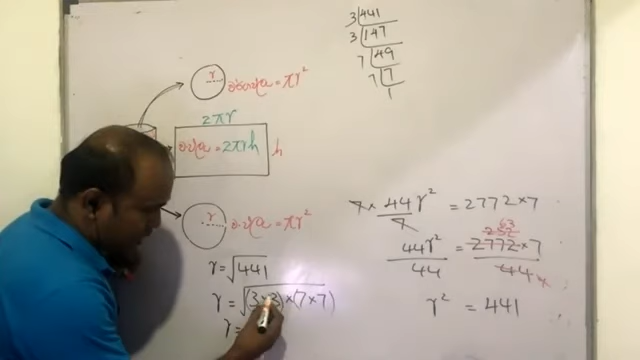 3 441
3 147
7 49
7 7
1
r
= πr²
2πr
= 2πrh h
r
= πr²
r = √441
r = √(3×3)×(7×7)
r =
7 × 44/7 r² = 2772 × 7
63
252
44r² = 2772 × 7
44 44
r² = 441